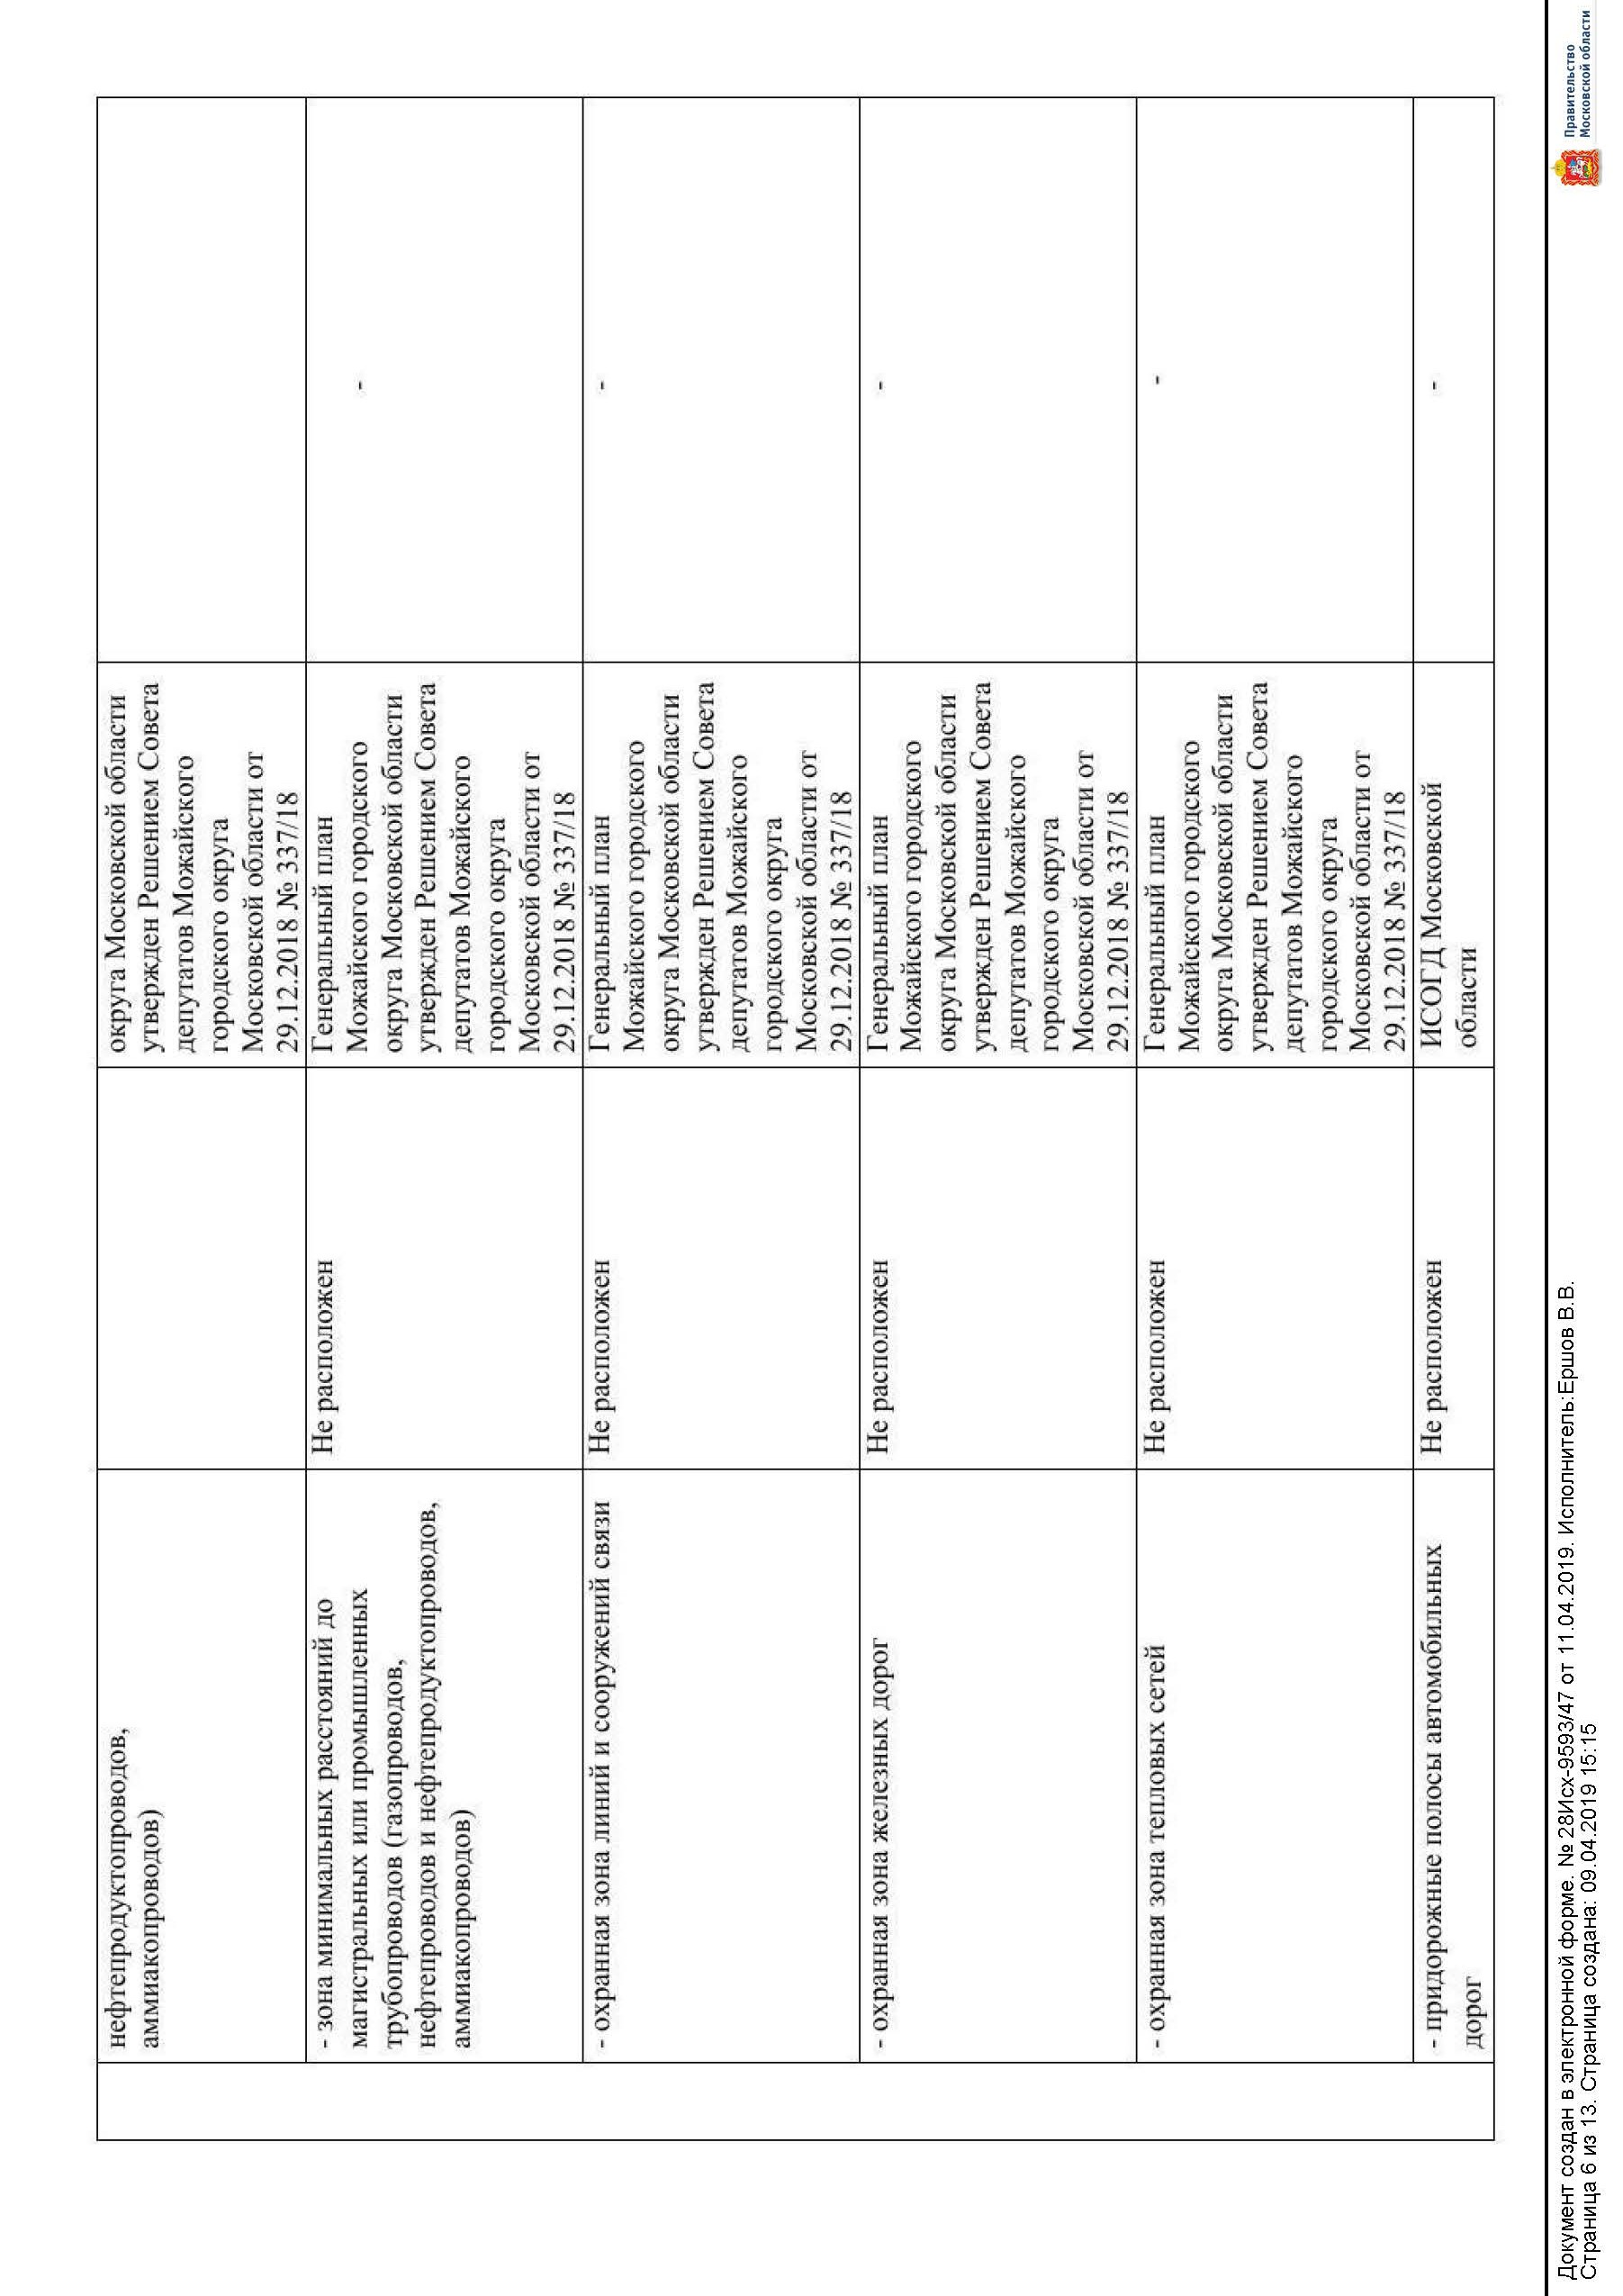 нефтепродуктопроводов,
аммиакопроводов)
округа Московской области
утвержден Решением Совета
депутатов Можайского
городского округа
Московской области от
29.12.2018 № 337/18
- зона минимальных расстояний до
магистральных или промышленных
трубопроводов (газопроводов,
нефтепроводов и нефтепродуктопроводов,
аммиакопроводов)
Не расположен
Генеральный план
Можайского городского
округа Московской области
утвержден Решением Совета
депутатов Можайского
городского округа
Московской области от
29.12.2018 № 337/18
-
- охранная зона линий и сооружений связи
Не расположен
Генеральный план
Можайского городского
округа Московской области
утвержден Решением Совета
депутатов Можайского
городского округа
Московской области от
29.12.2018 № 337/18
-
- охранная зона железных дорог
Не расположен
Генеральный план
Можайского городского
округа Московской области
утвержден Решением Совета
депутатов Можайского
городского округа
Московской области от
29.12.2018 № 337/18
-
- охранная зона тепловых сетей
Не расположен
Генеральный план
Можайского городского
округа Московской области
утвержден Решением Совета
депутатов Можайского
городского округа
Московской области от
29.12.2018 № 337/18
-
- придорожные полосы автомобильных
дорог
Не расположен
ИСОГД Московской
области
-
Документ создан в электронной форме. № 28Исх-9593/47 от 11.04.2019. Исполнитель:Ершов В.В.
Страница 6 из 13. Страница создана: 09.04.2019 15:15
Правительство
Московской области